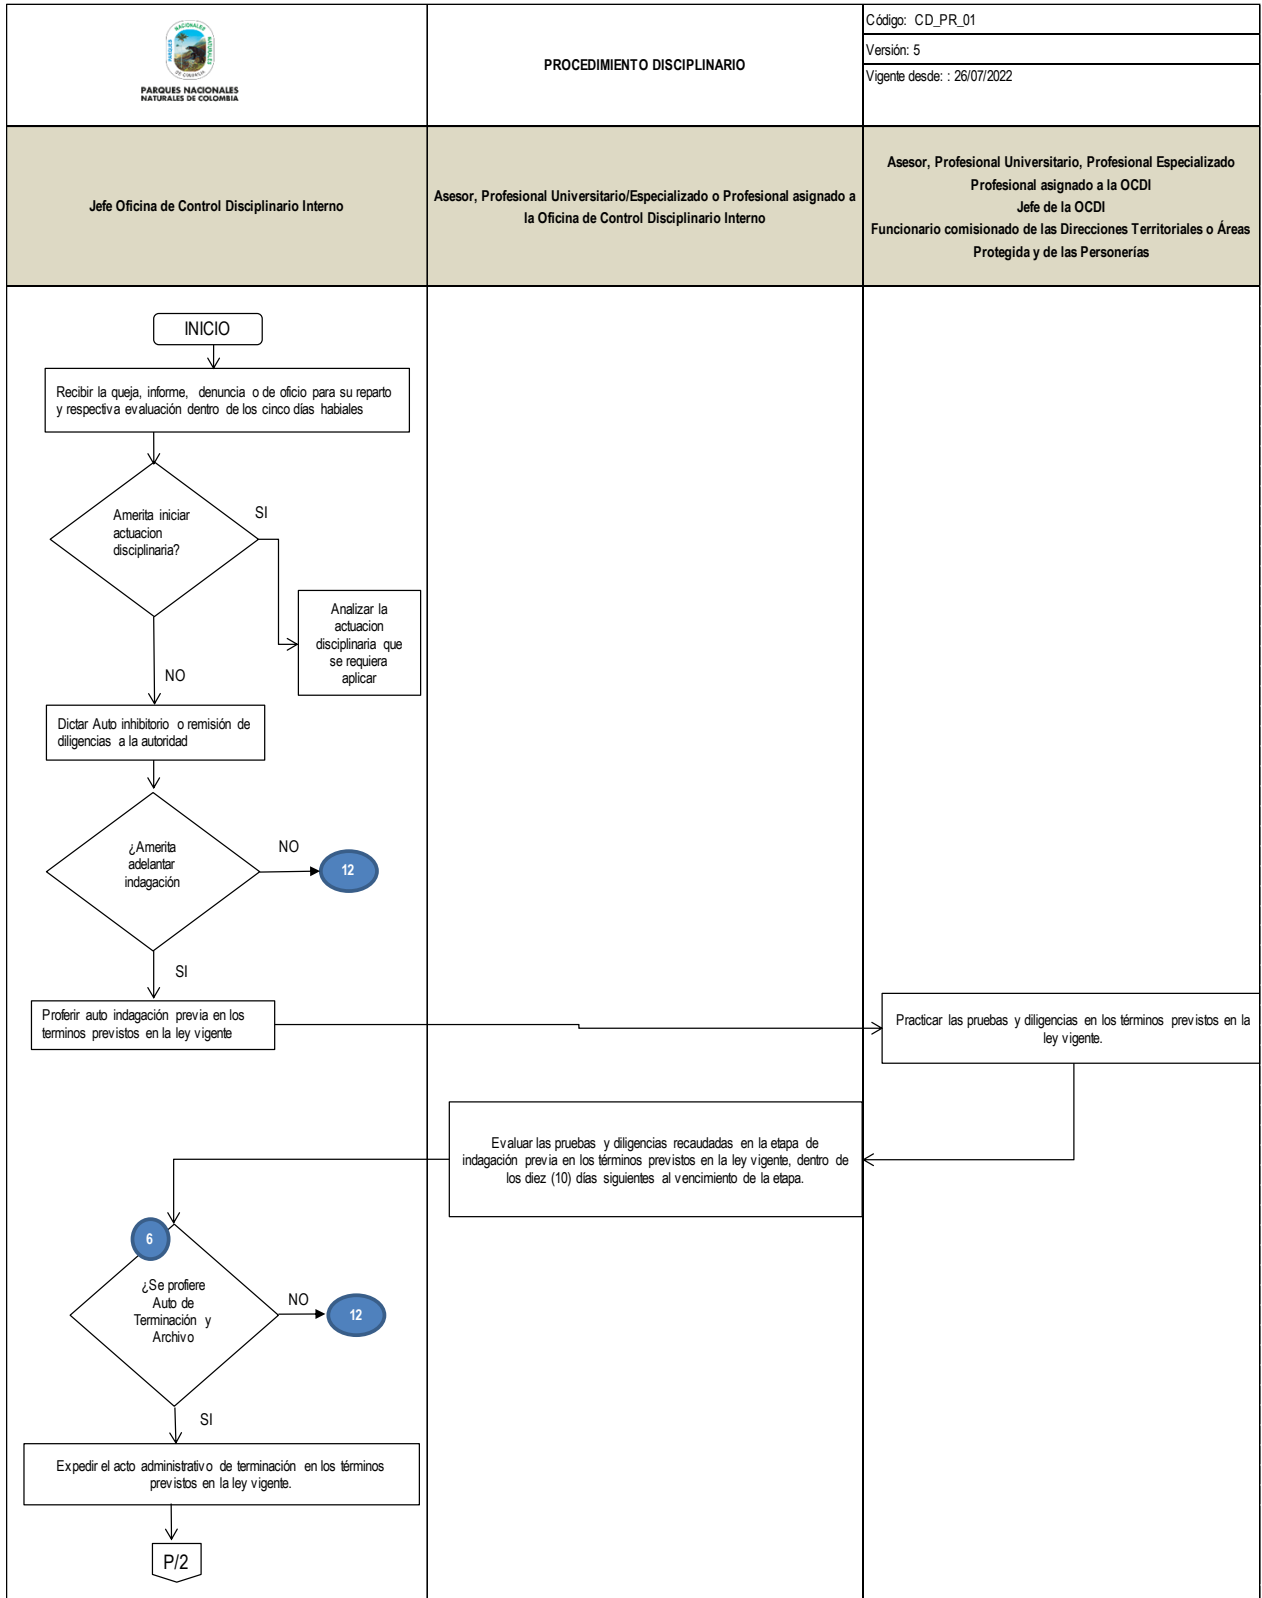 PARQUES NACIONALES
NATURALES DE COLOMBIA
PROCEDIMIENTO DISCIPLINARIO
Código: CD_PR_01
Versión: 5
Vigente desde: : 26/07/2022
Jefe Oficina de Control Disciplinario Interno
Asesor, Profesional Universitario/Especializado o Profesional asignado a
la Oficina de Control Disciplinario Interno
Asesor, Profesional Universitario, Profesional Especializado
Profesional asignado a la OCDI
Jefe de la OCDI
Funcionario comisionado de las Direcciones Territoriales o Áreas
Protegida y de las Personerías
INICIO
Recibir la queja, informe, denuncia o de oficio para su reparto
y respectiva evaluación dentro de los cinco días habiales
Amerita iniciar
actuacion
disciplinaria?
SI
Analizar la
actuacion
disciplinaria que
se requiera
aplicar
NO
Dictar Auto inhibitorio o remisión de
diligencias a la autoridad
¿Amerita
adelantar
indagación
NO
12
SI
Proferir auto indagación previa en los
terminos previstos en la ley vigente
Practicar las pruebas y diligencias en los términos previstos en la
ley vigente.
Evaluar las pruebas y diligencias recaudadas en la etapa de
indagación previa en los términos previstos en la ley vigente, dentro de
los diez (10) días siguientes al vencimiento de la etapa.
6
¿Se profiere
Auto de
Terminación y
Archivo
NO
12
SI
Expedir el acto administrativo de terminación en los términos
previstos en la ley vigente.
P/2